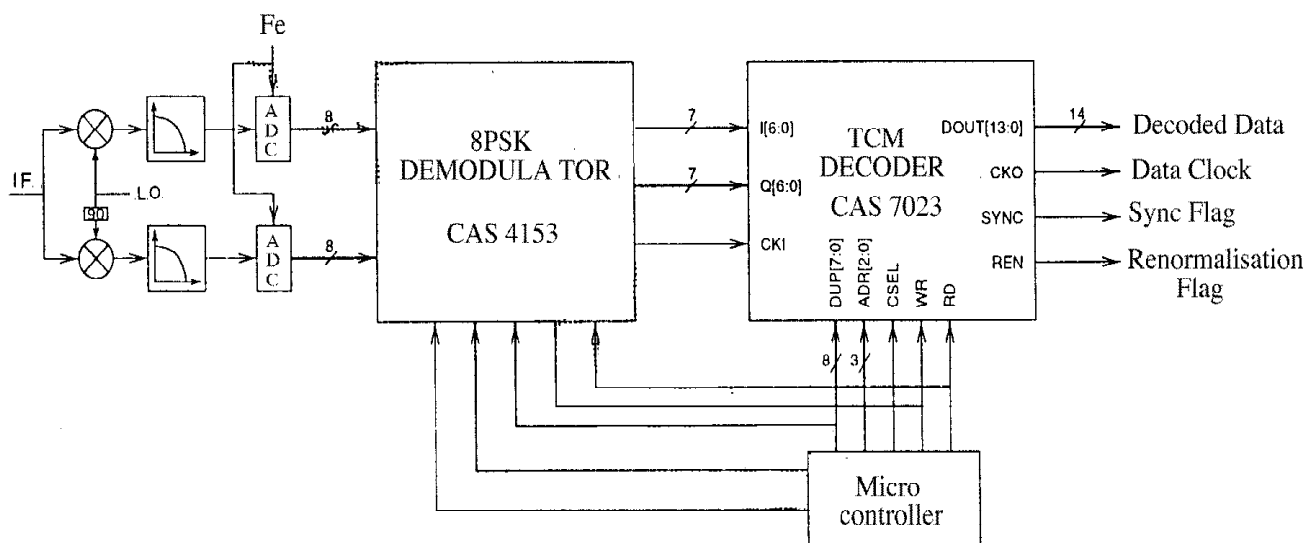 Fe
I.F.
L.O.
90
A
D
C
8
A
D
C
8
8PSK
DEMODULA TOR
CAS 4153
7
7
I[6:0]
Q[6:0]
CKI
TCM
DECODER
CAS 7023
DOUT[13:0]
CKO
SYNC
REN
DUP[7:0]
ADR[2:0]
CSEL
WR
RD
14
Decoded Data
Data Clock
Sync Flag
Renormalisation
Flag
8
3
Micro
controller